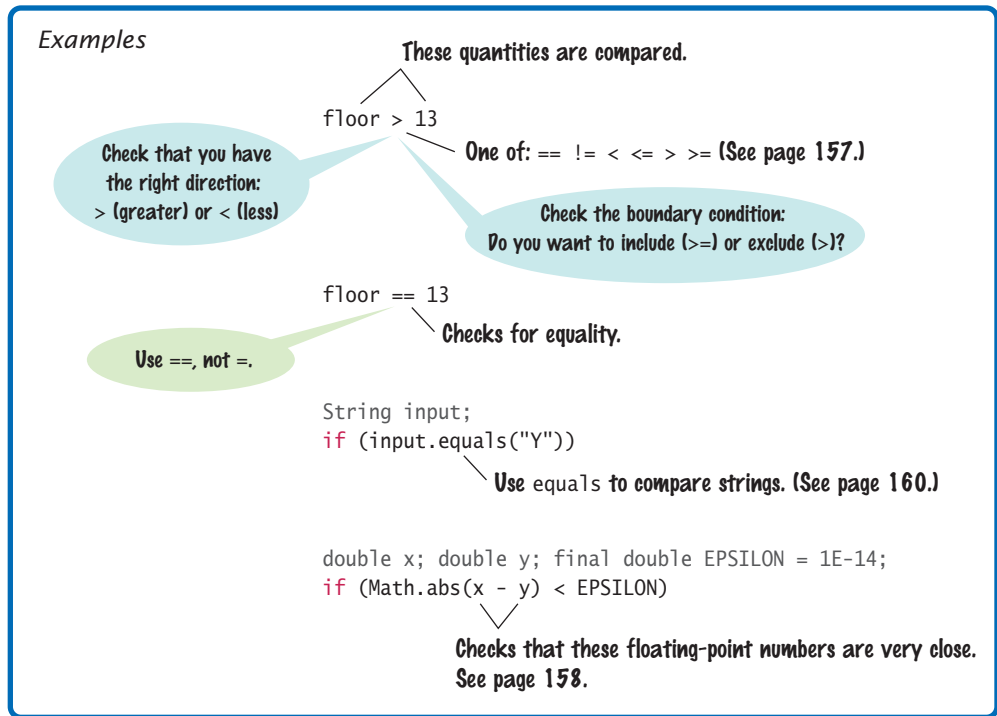 Examples
These quantities are compared.
floor > 13
One of: == != < <= > >= (See page 157.)
Check that you have
the right direction:
> (greater) or < (less)
Check the boundary condition:
Do you want to include (>=) or exclude (>)?
floor == 13
Checks for equality.
Use ==, not =.
String input;
if (input.equals("Y"))
Use equals to compare strings. (See page 160.)
double x; double y; final double EPSILON = 1E-14;
if (Math.abs(x - y) < EPSILON)
Checks that these floating-point numbers are very close.
See page 158.